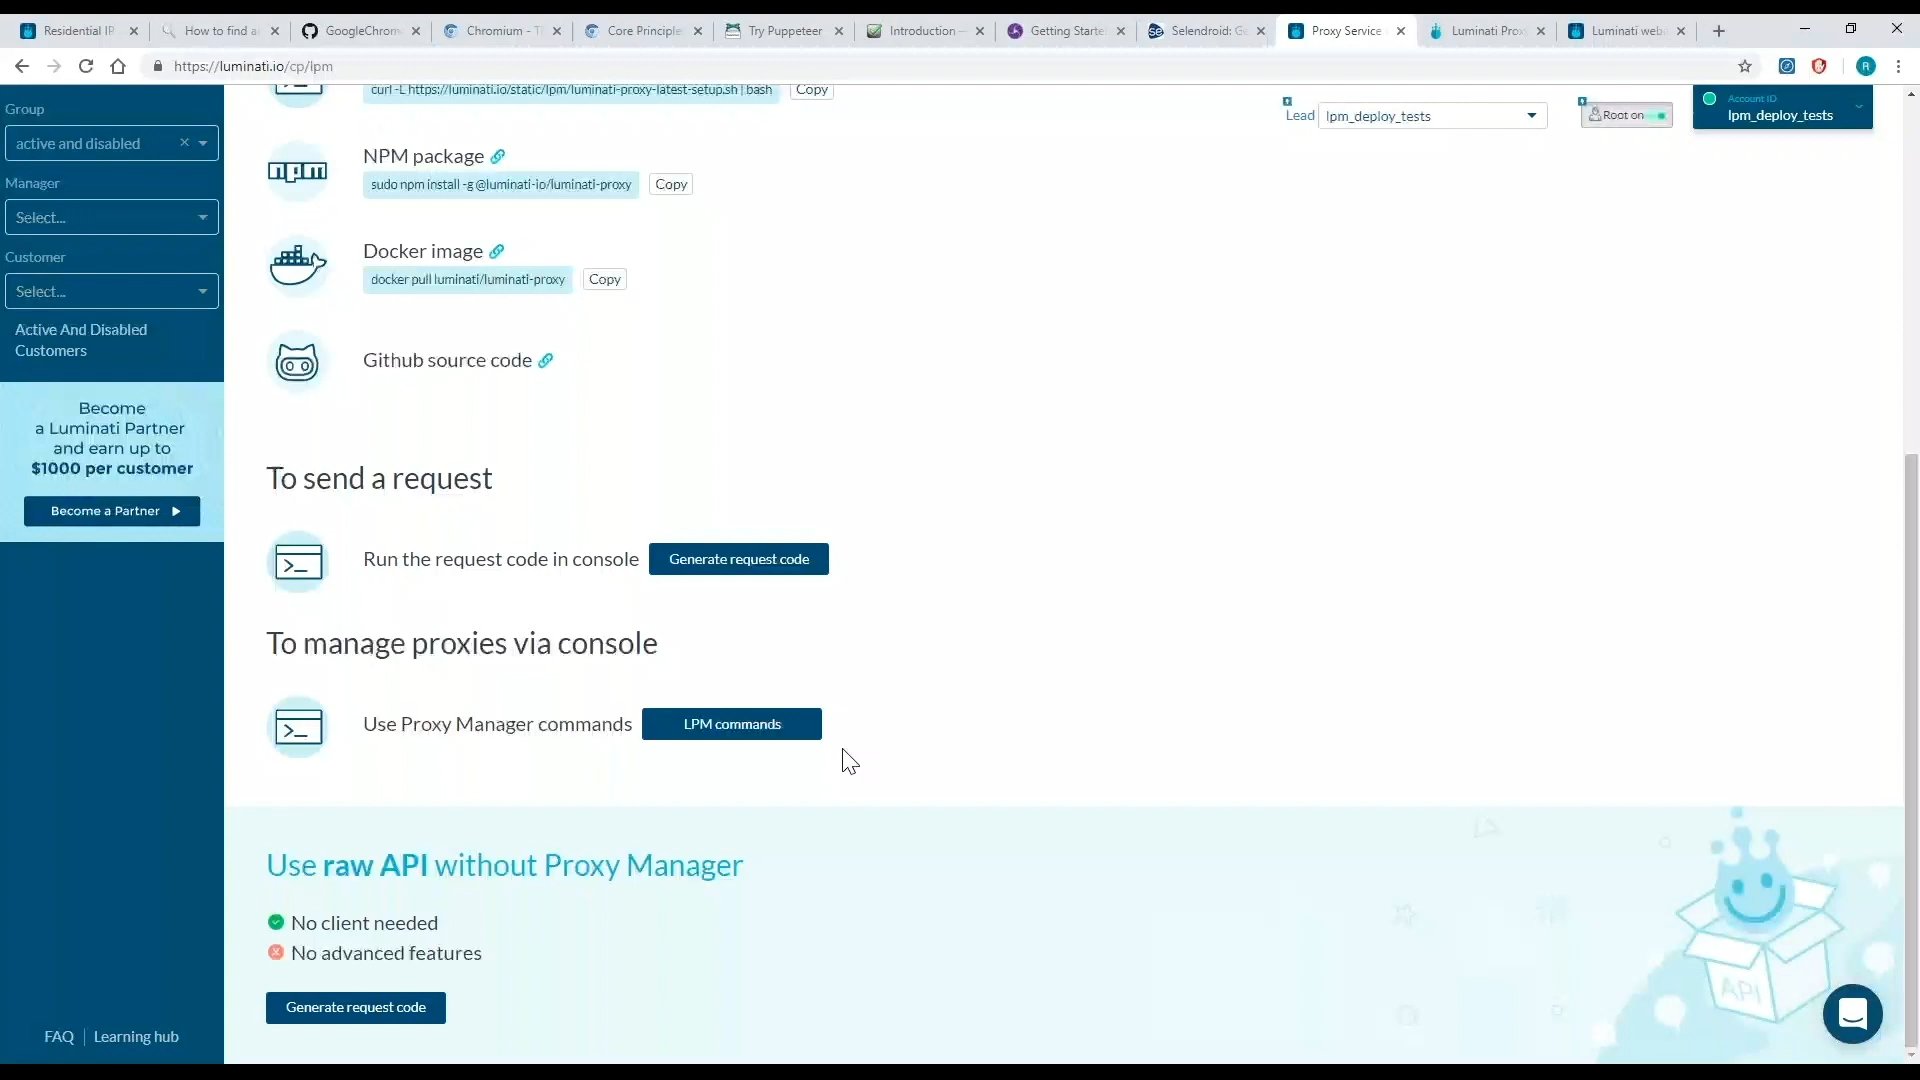 Residential IP
How to find a
GoogleChrom
Chromium - T
Core Principle
Try Puppeteer
Introduction —
Getting Starte
Selendroid: G
Proxy Service
Luminati Prox
Luminati web
https://luminati.io/cp/lpm
R
Group
active and disabled
Manager
Select...
Customer
Select...
Active And Disabled
Customers
Become
a Luminati Partner
and earn up to
$1000 per customer
Become a Partner
FAQ
Learning hub
curl -L https://luminati.io/static/lpm/luminati-proxy-latest-setup.sh | bash
Copy
Lead
lpm_deploy_tests
Root on
Account ID
lpm_deploy_tests
npm
NPM package
sudo npm install -g @luminati-io/luminati-proxy
Copy
Docker image
docker pull luminati/luminati-proxy
Copy
Github source code
To send a request
>_
Run the request code in console
Generate request code
To manage proxies via console
>_
Use Proxy Manager commands
LPM commands
Use raw API without Proxy Manager
No client needed
No advanced features
Generate request code
API